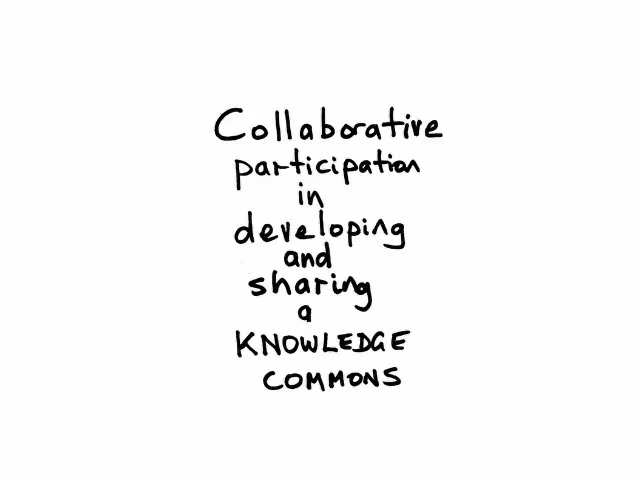 Collaborative
participation
in
developing
and
sharing
a
KNOWLEDGE
COMMONS